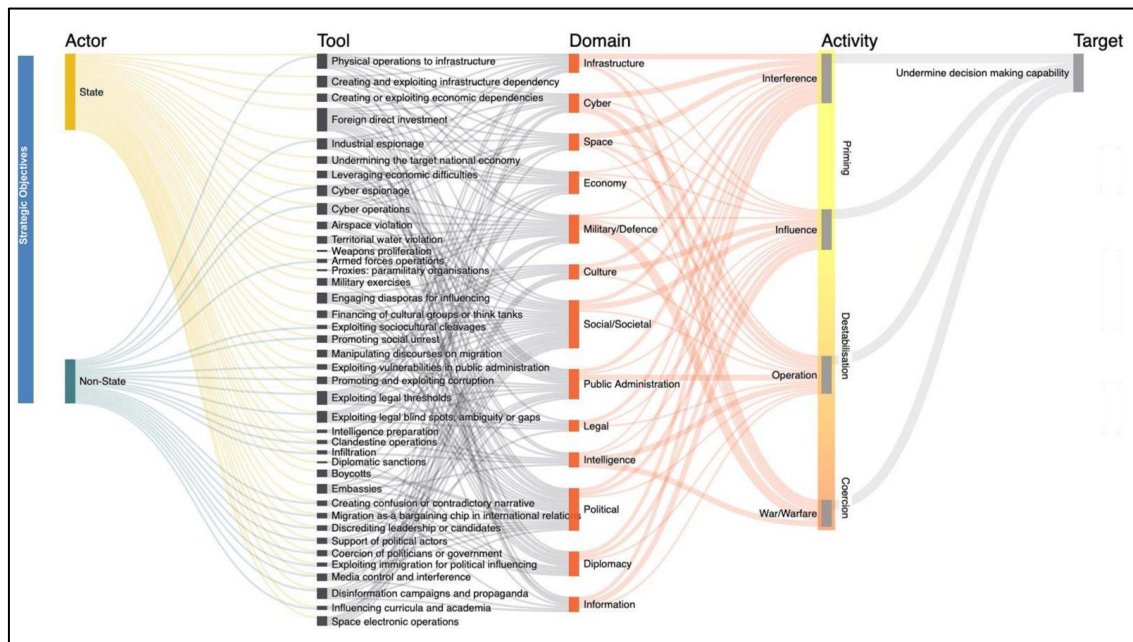 Actor
Tool
Domain
Activity
Target
Strategic Objectives
State
Non-State
Physical operations to infrastructure
Creating and exploiting infrastructure dependency
Creating or exploiting economic dependencies
Foreign direct investment
Industrial espionage
Undermining the target national economy
Leveraging economic difficulties
Cyber espionage
Cyber operations
Airspace violation
Territorial water violation
Weapons proliferation
Armed forces operations
Proxies: paramilitary organisations
Military exercises
Engaging diasporas for influencing
Financing of cultural groups or think tanks
Exploiting sociocultural cleavages
Promoting social unrest
Manipulating discourses on migration
Exploiting vulnerabilities in public administration
Promoting and exploiting corruption
Exploiting legal thresholds
Exploiting legal blind spots, ambiguity or gaps
Intelligence preparation
Clandestine operations
Infiltration
Diplomatic sanctions
Boycotts
Embassies
Creating confusion or contradictory narrative
Migration as a bargaining chip in international relations
Discrediting leadership or candidates
Support of political actors
Coercion of politicians or government
Exploiting immigration for political influencing
Media control and interference
Disinformation campaigns and propaganda
Influencing curricula and academia
Space electronic operations
Infrastructure
Cyber
Space
Economy
Military/Defence
Culture
Social/Societal
Public Administration
Legal
Intelligence
Political
Diplomacy
Information
Interference
Influence
Operation
War/Warfare
Priming
Destabilisation
Coercion
Undermine decision making capability